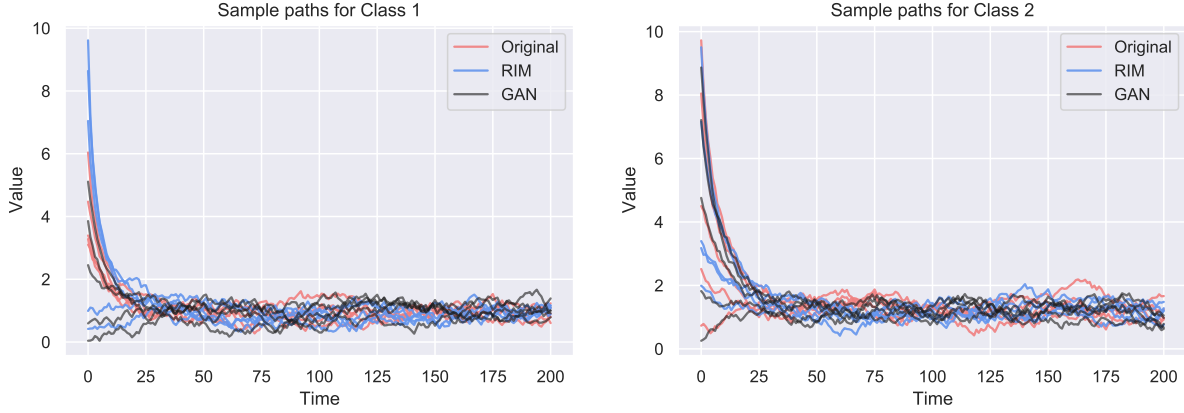 Sample paths for Class 1
10
8
6
4
2
0
Value
0 25 50 75 100 125 150 175 200
Time
Original
RIM
GAN
Sample paths for Class 2
10
8
6
4
2
0
Value
0 25 50 75 100 125 150 175 200
Time
Original
RIM
GAN